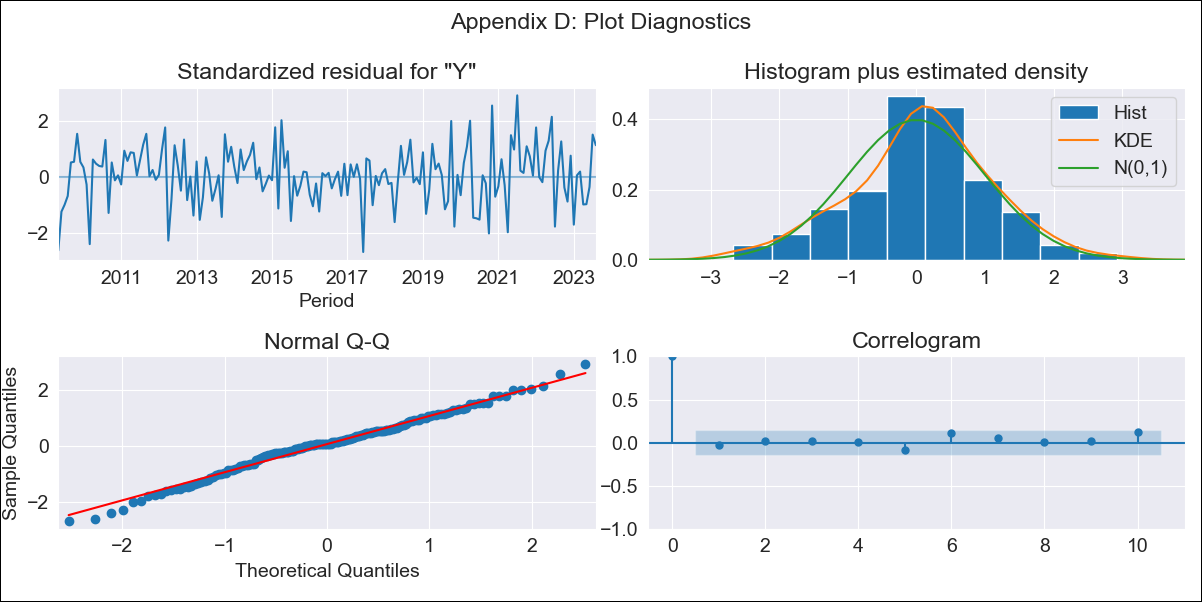 Appendix D: Plot Diagnostics
Standardized residual for "Y"
2
0
−2
2011 2013 2015 2017 2019 2021 2023
Period
Histogram plus estimated density
0.4
0.2
0.0
−3 −2 −1 0 1 2 3
Hist
KDE
N(0,1)
Normal Q-Q
Sample Quantiles
2
0
−2
−2 −1 0 1 2
Theoretical Quantiles
Correlogram
1.0
0.5
0.0
−0.5
−1.0
0 2 4 6 8 10